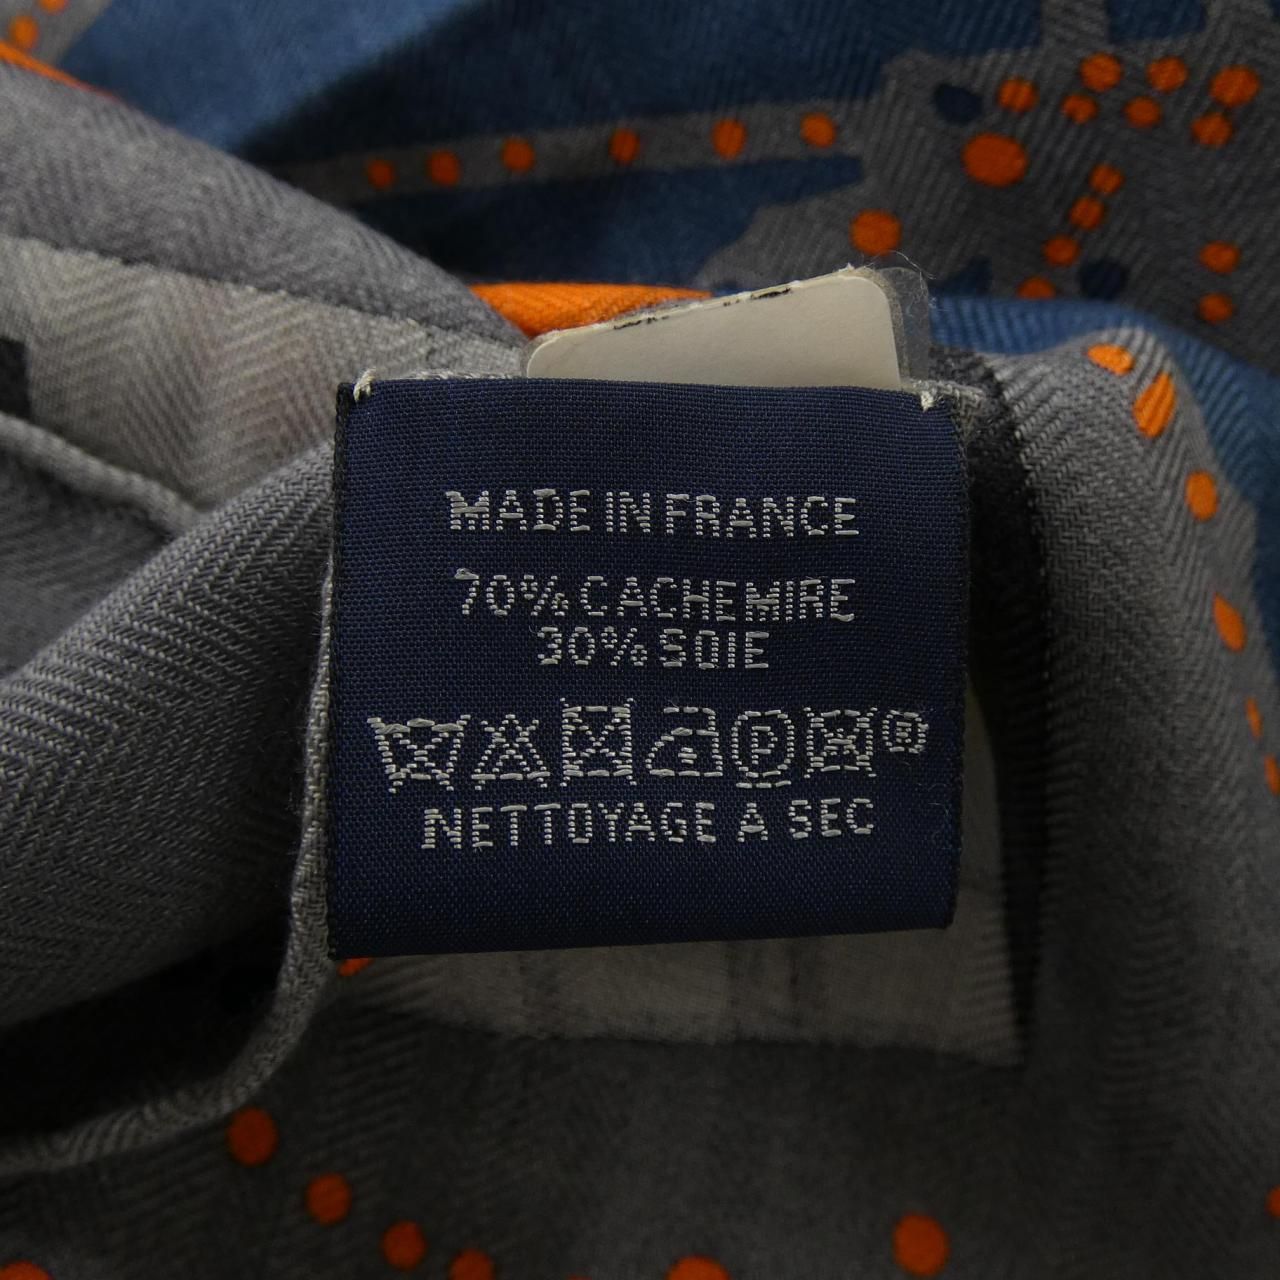 MADE IN FRANCE
70% CACHEMIRE
30% SOIE
P ®
NETTOYAGE A SEC